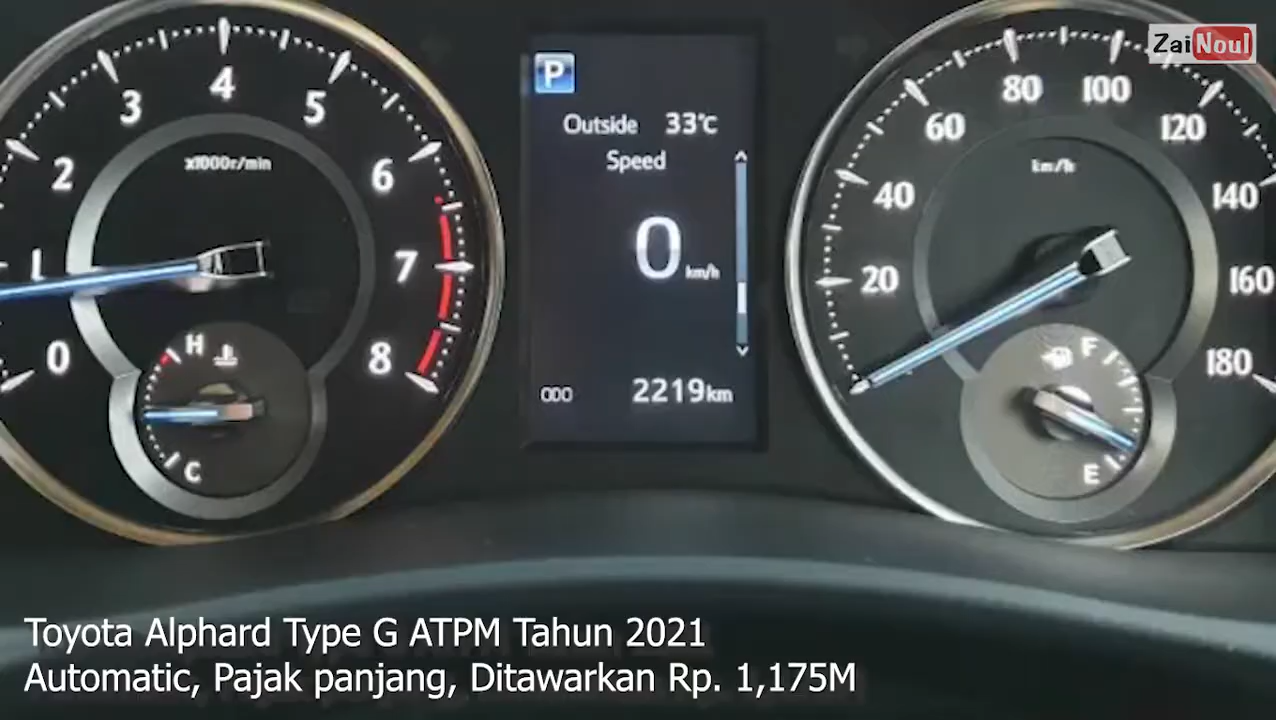 ZaiNoul
0
1
2
3
4
5
6
7
8
x1000r/min
H
C
P
Outside 33°C
Speed
0 km/h
000 2219km
20
40
60
80
100
120
140
160
180
km/h
F
E
Toyota Alphard Type G ATPM Tahun 2021
Automatic, Pajak panjang, Ditawarkan Rp. 1,175M